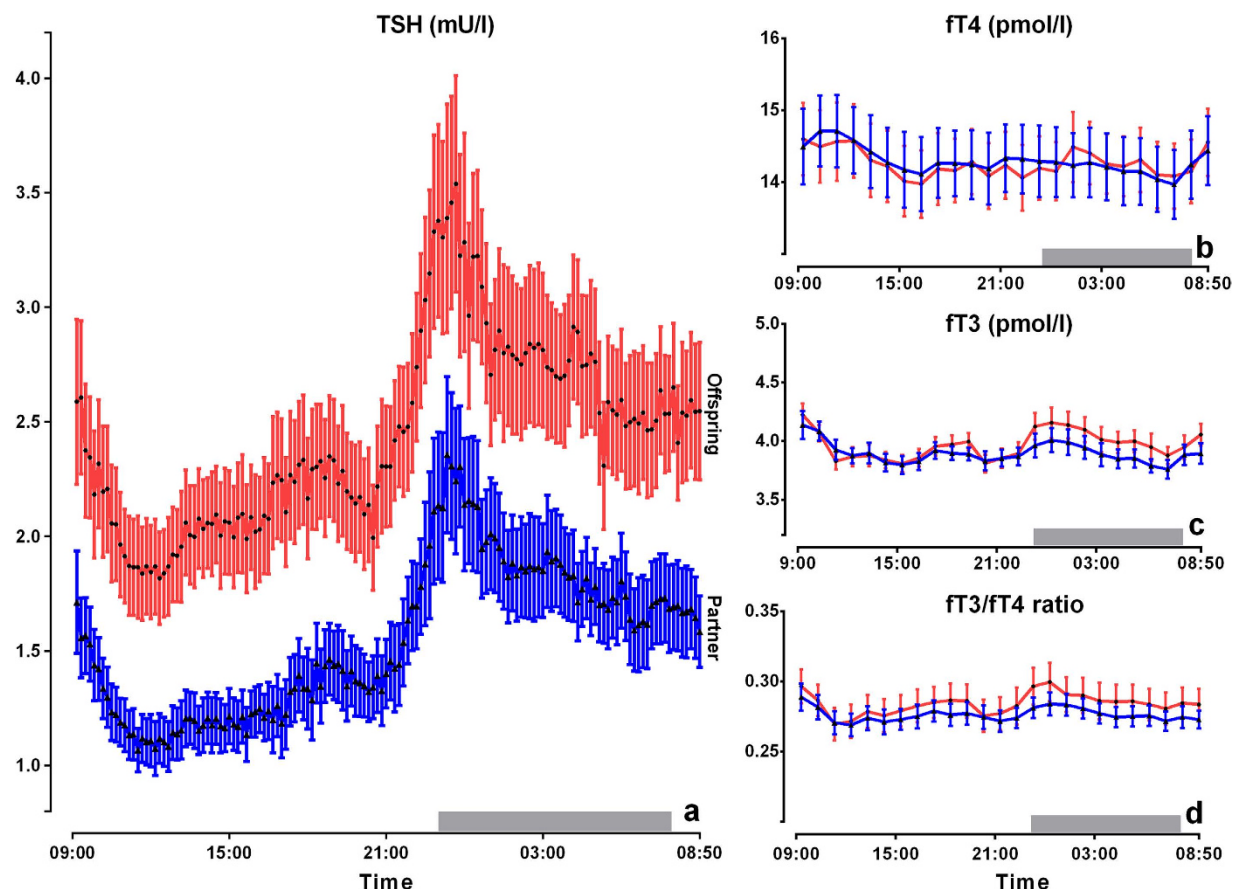 TSH (mU/l)
4.0
3.5
3.0
2.5
2.0
1.5
1.0
Offspring
Partner
a
09:00 15:00 21:00 03:00 08:50
Time
fT4 (pmol/l)
16
15
14
b
09:00 15:00 21:00 03:00 08:50
fT3 (pmol/l)
5.0
4.5
4.0
3.5
c
9:00 15:00 21:00 03:00 08:50
fT3/fT4 ratio
0.35
0.30
0.25
d
09:00 15:00 21:00 03:00 08:50
Time